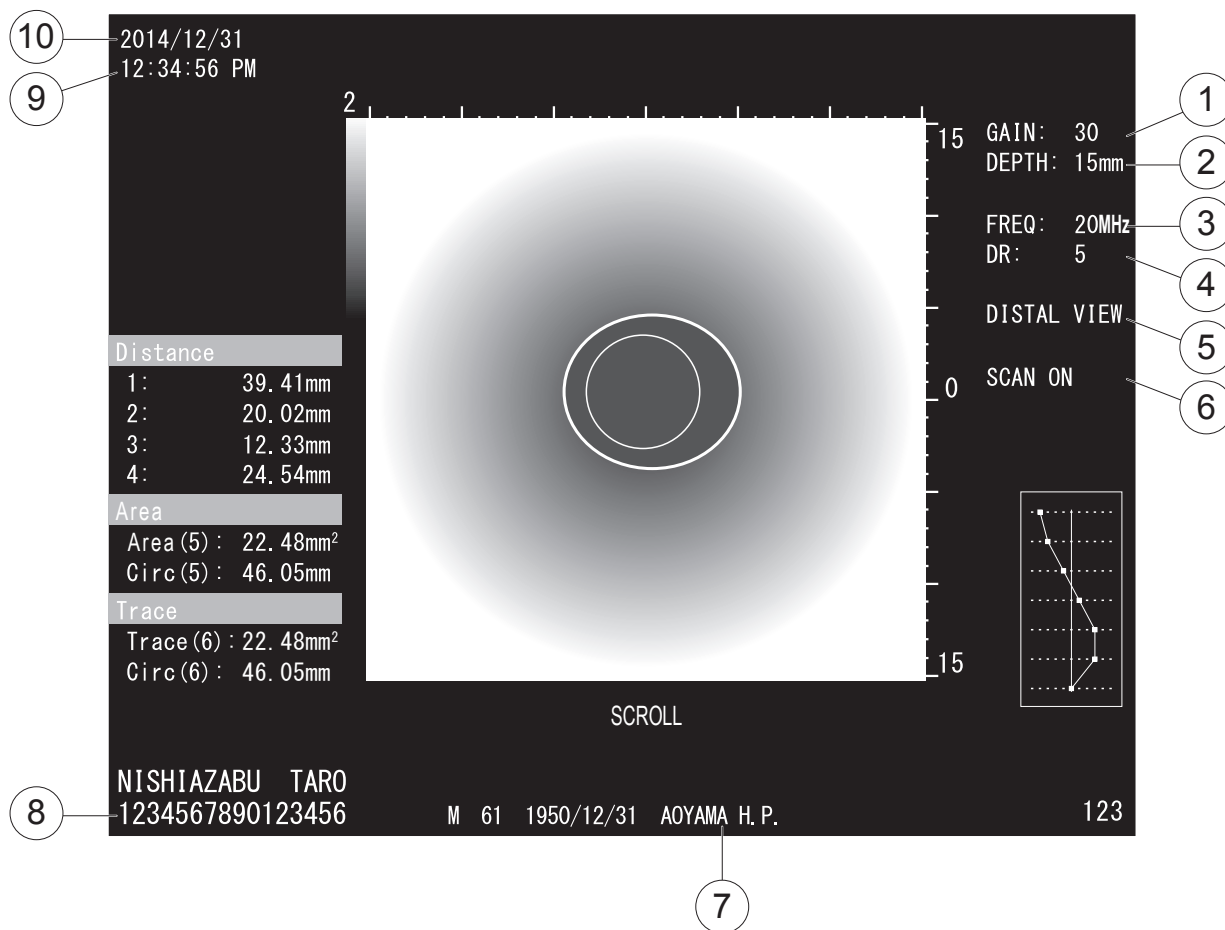 10
2014/12/31
9
12:34:56 PM
2
15
0
15
1
GAIN: 30
2
DEPTH: 15mm
3
FREQ: 20MHz
4
DR: 5
5
DISTAL VIEW
6
SCAN ON
Distance
1: 39.41mm
2: 20.02mm
3: 12.33mm
4: 24.54mm
Area
Area(5): 22.48mm²
Circ(5): 46.05mm
Trace
Trace(6):22.48mm²
Circ(6): 46.05mm
SCROLL
NISHIAZABU TARO
8
1234567890123456
M 61 1950/12/31 AOYAMA H.P.
123
7